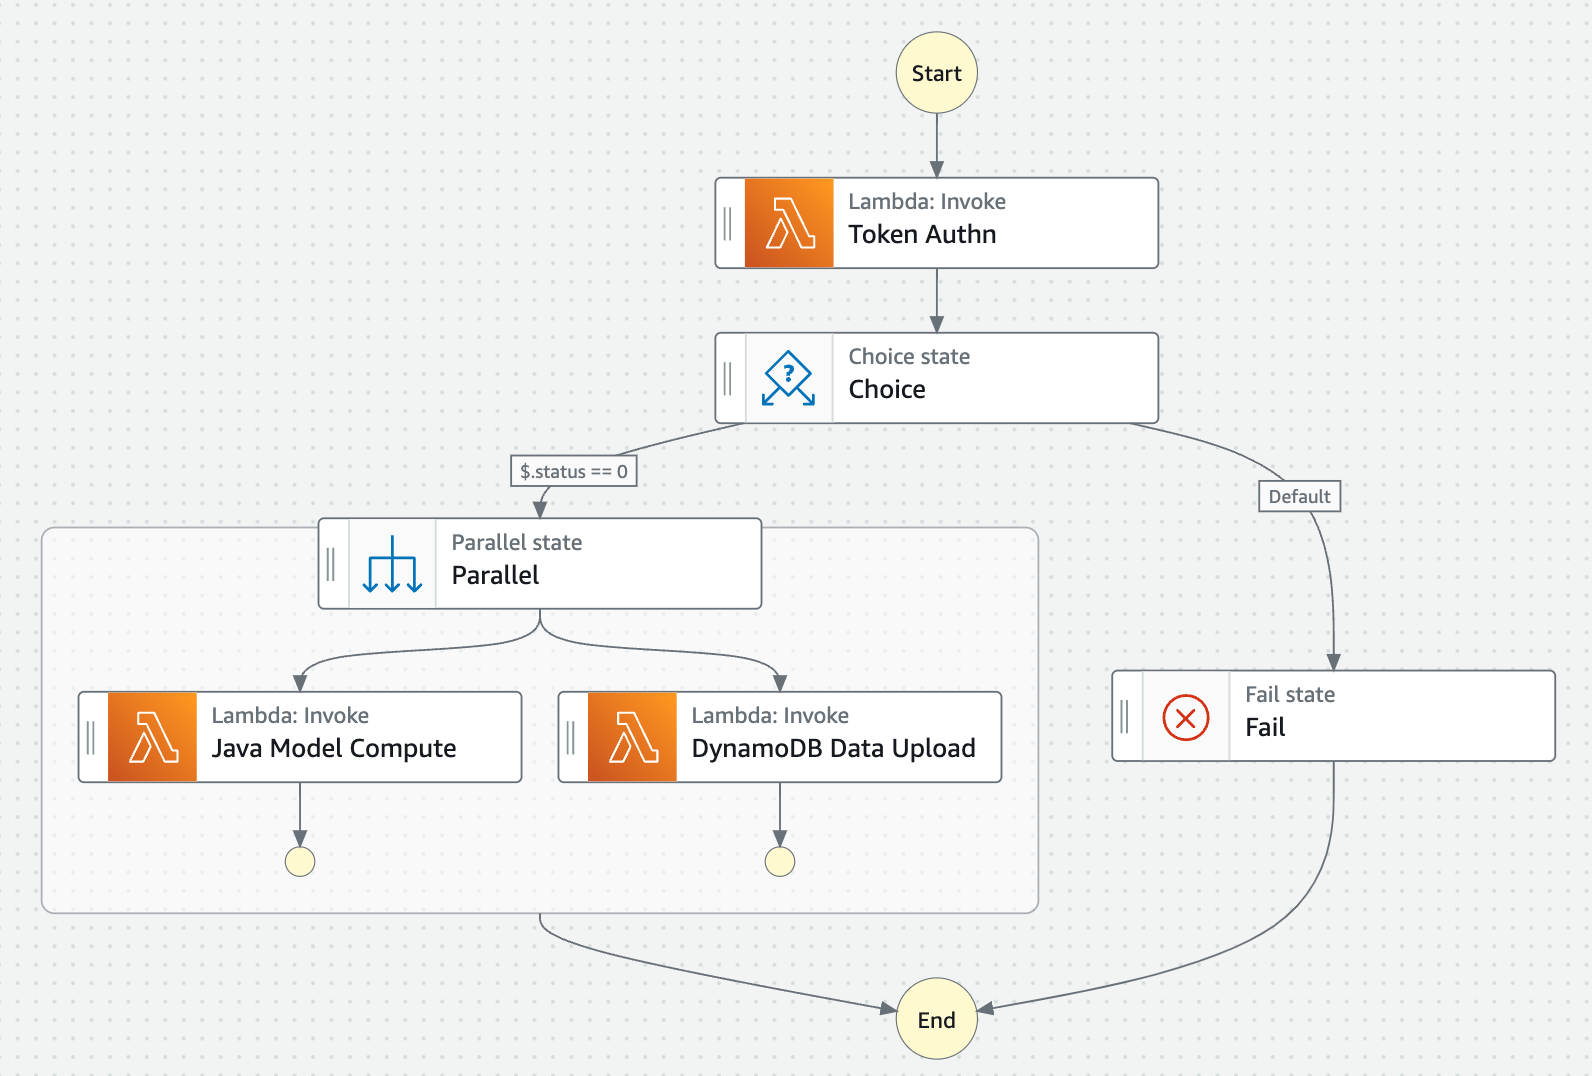 Start
Lambda: Invoke
Token Authn
Choice state
?
Choice
$.status == 0
Default
Parallel state
Parallel
Lambda: Invoke
Java Model Compute
Lambda: Invoke
DynamoDB Data Upload
Fail state
Fail
End